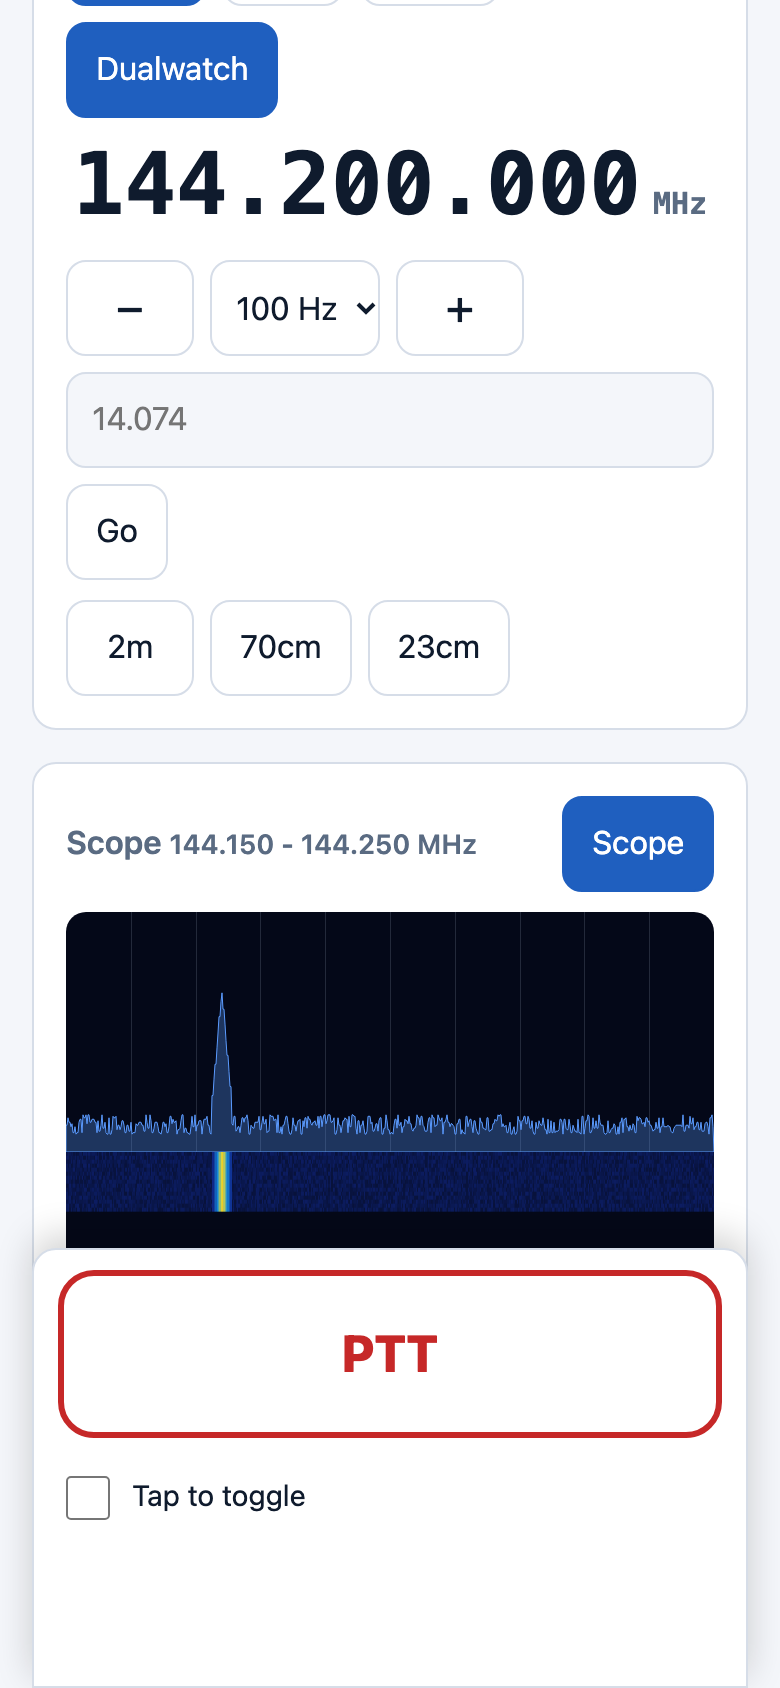 Dualwatch
144.200.000 MHz
− 100 Hz +
14.074
Go
2m 70cm 23cm
Scope 144.150 - 144.250 MHz Scope
PTT
Tap to toggle